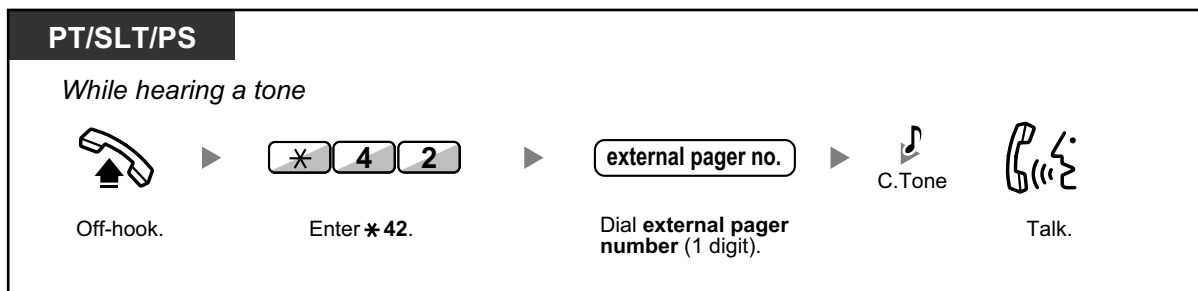 PT/SLT/PS
While hearing a tone
* 4 2
external pager no.
C.Tone
Off-hook.
Enter * 42.
Dial external pager
number (1 digit).
Talk.